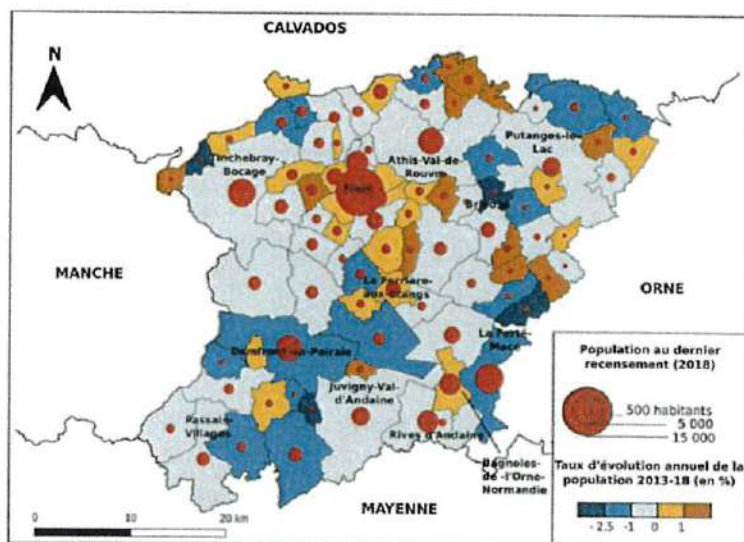 CALVADOS
N
Putanges-le-
Lac
Tinchebray-
Bocage
Athis-Val-de-
Rouvre
Flers
Briouze
MANCHE
ORNE
La Ferrière-
aux-Etangs
La Ferté-
Macé
Domfront-en-Poiraie
Juvigny-Val-
d'Andaine
Passais-
Villages
Rives d'Andaine
Bagnoles-
de -l'Orne-
Normandie
MAYENNE
0 10 20 km
Population au dernier
recensement (2018)
500 habitants
5 000
15 000
Taux d'évolution annuel de la
population 2013-18 (en %)
- 2.5 -1 0 1